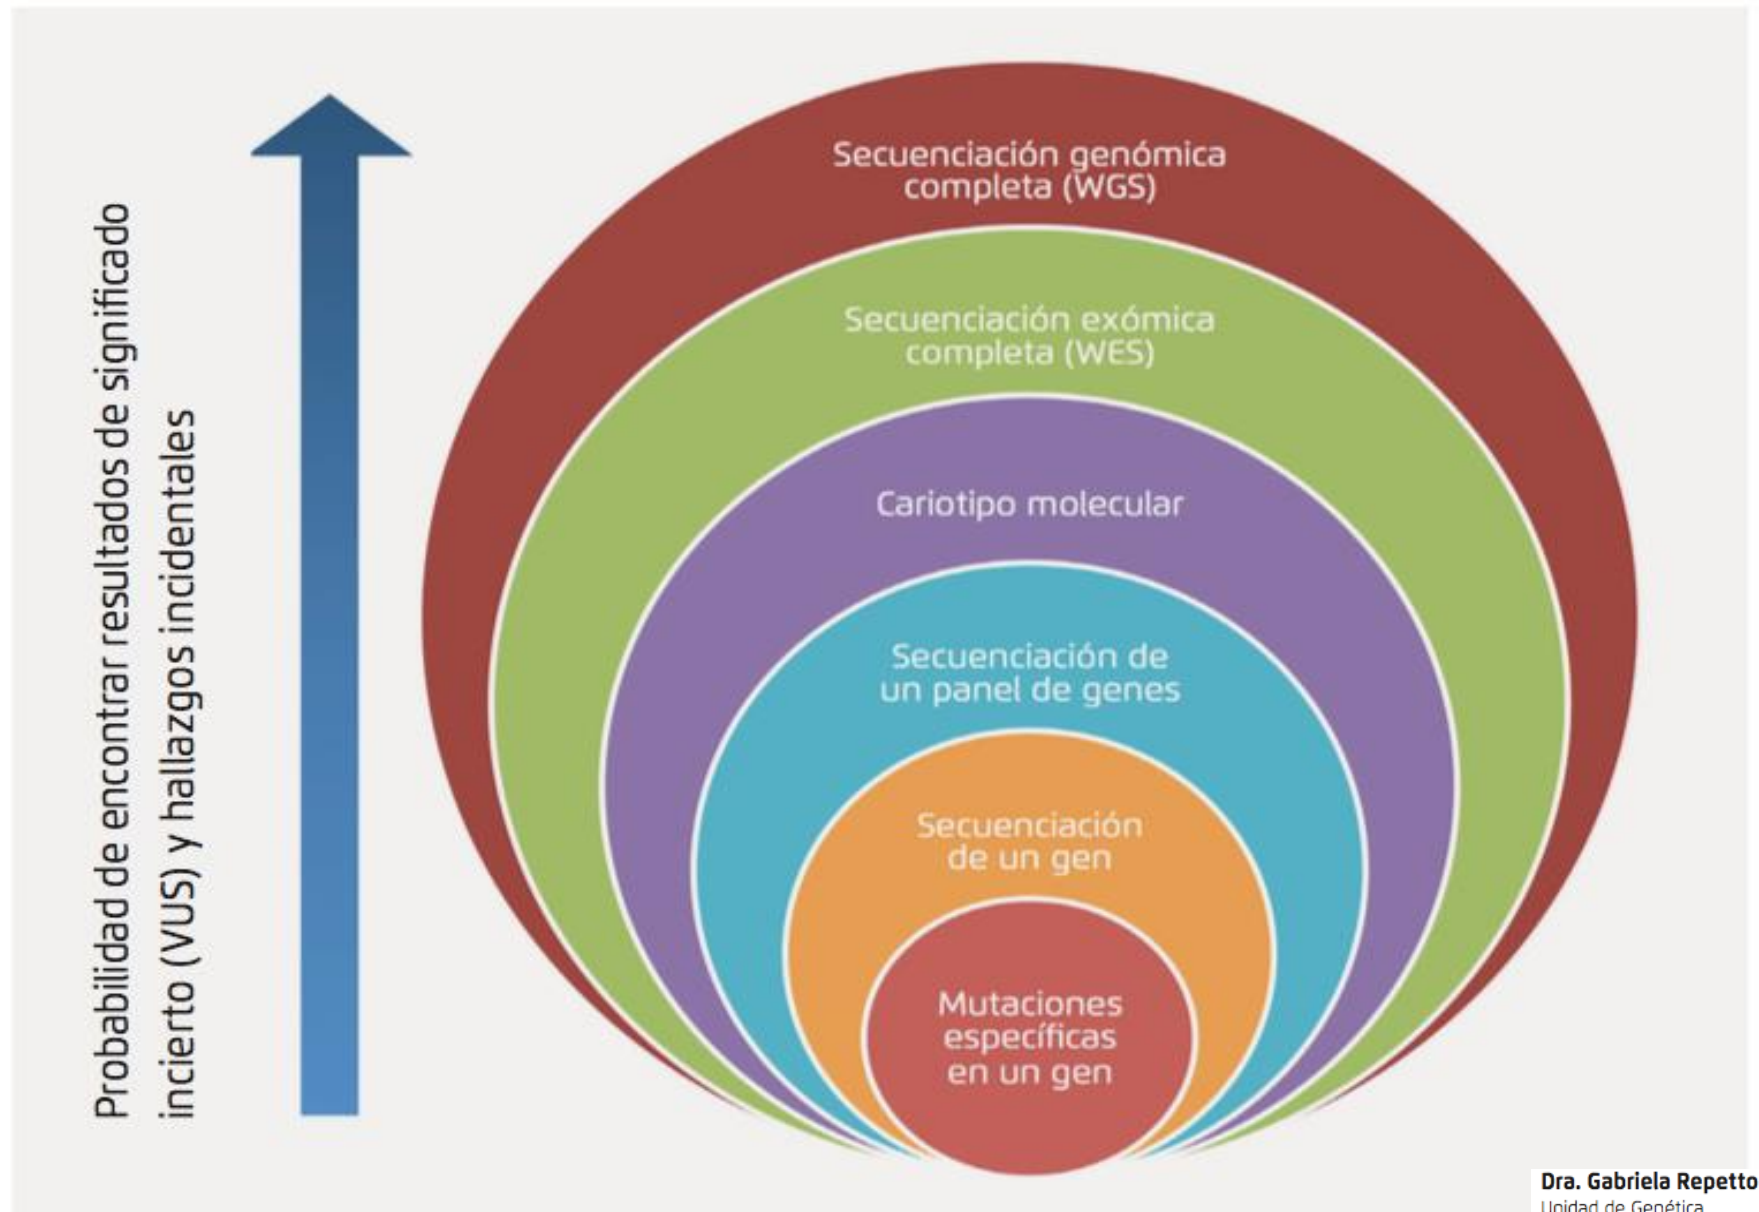 Probabilidad de encontrar resultados de significado
incierto (VUS) y hallazgos incidentales
Secuenciación genómica
completa (WGS)
Secuenciación exómica
completa (WES)
Cariotipo molecular
Secuenciación de
un panel de genes
Secuenciación
de un gen
Mutaciones
específicas
en un gen
Dra. Gabriela Repetto
Unidad de Genética